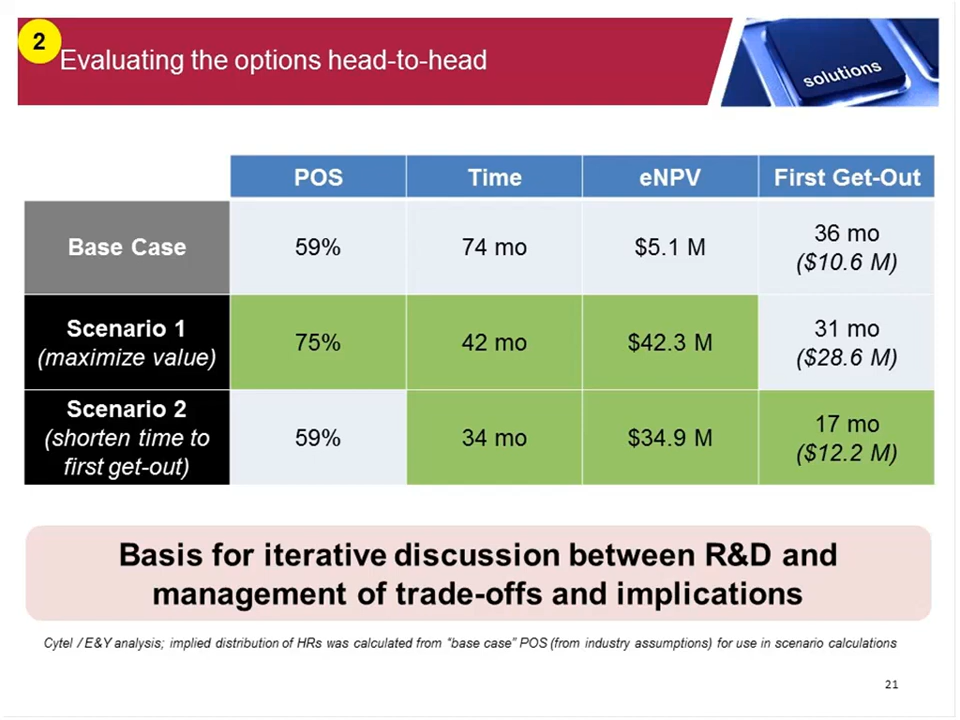 2
Evaluating the options head-to-head
solutions
POS Time eNPV First Get-Out
Base Case 59% 74 mo $5.1 M 36 mo
($10.6 M)
Scenario 1
(maximize value) 75% 42 mo $42.3 M 31 mo
($28.6 M)
Scenario 2
(shorten time to
first get-out) 59% 34 mo $34.9 M 17 mo
($12.2 M)
Basis for iterative discussion between R&D and
management of trade-offs and implications
Cytel / E&Y analysis; implied distribution of HRs was calculated from “base case” POS (from industry assumptions) for use in scenario calculations
21